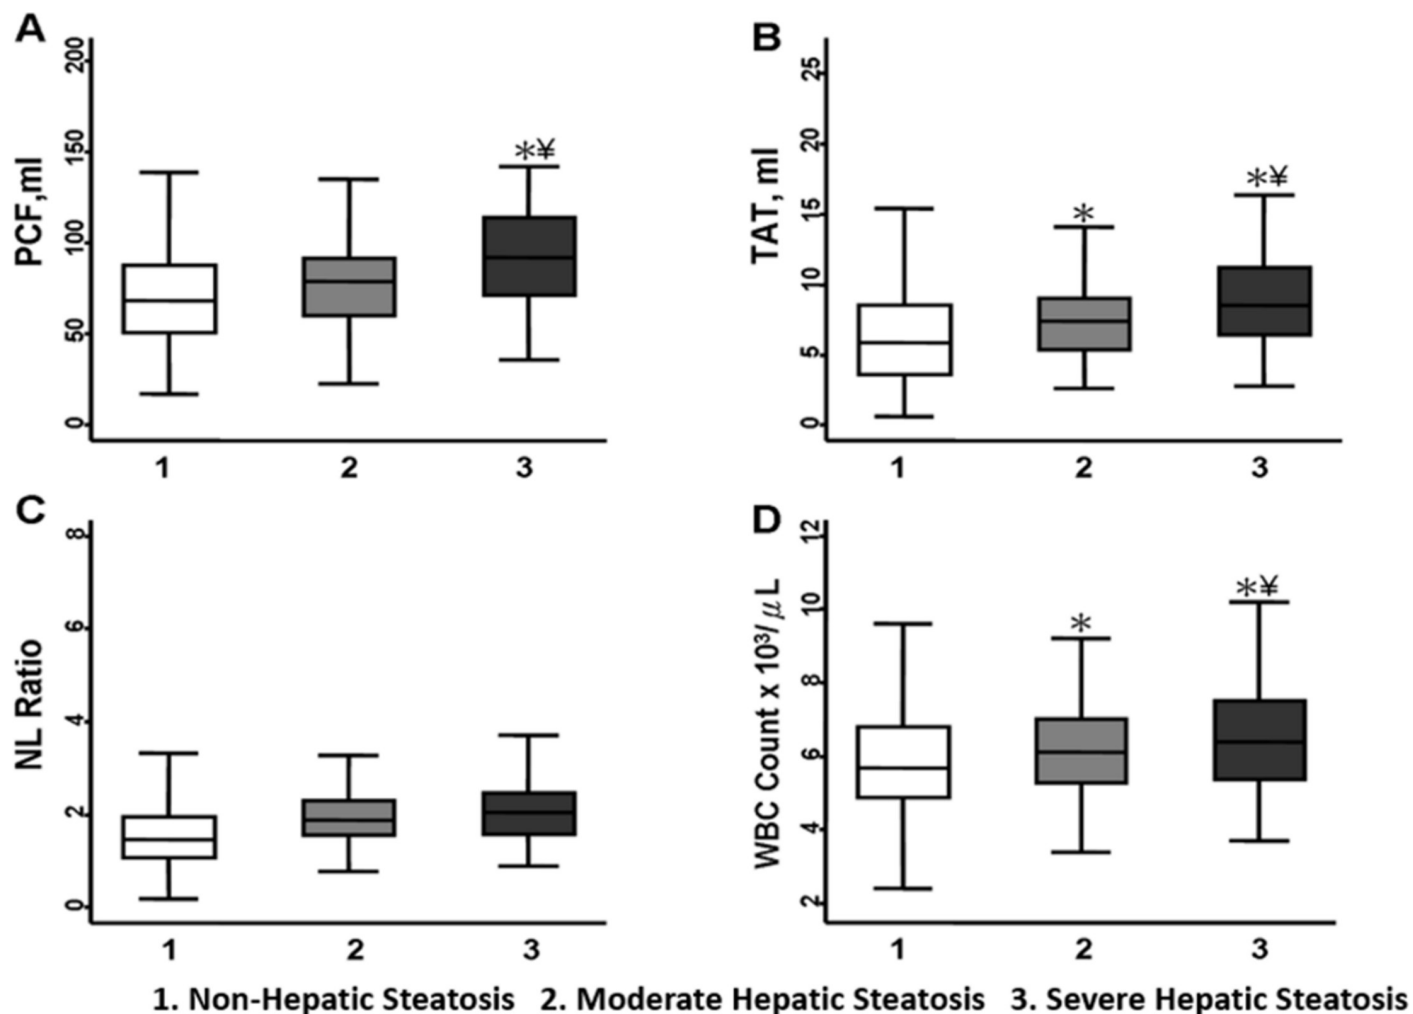 A
PCF,ml
200
150
100
50
0
*¥
1 2 3
B
TAT, ml
25
20
15
10
5
0
*
*¥
1 2 3
C
NL Ratio
8
6
4
2
0
1 2 3
D
WBC Count x 10³/μL
12
10
8
6
4
2
*
*¥
1 2 3
1. Non-Hepatic Steatosis 2. Moderate Hepatic Steatosis 3. Severe Hepatic Steatosis